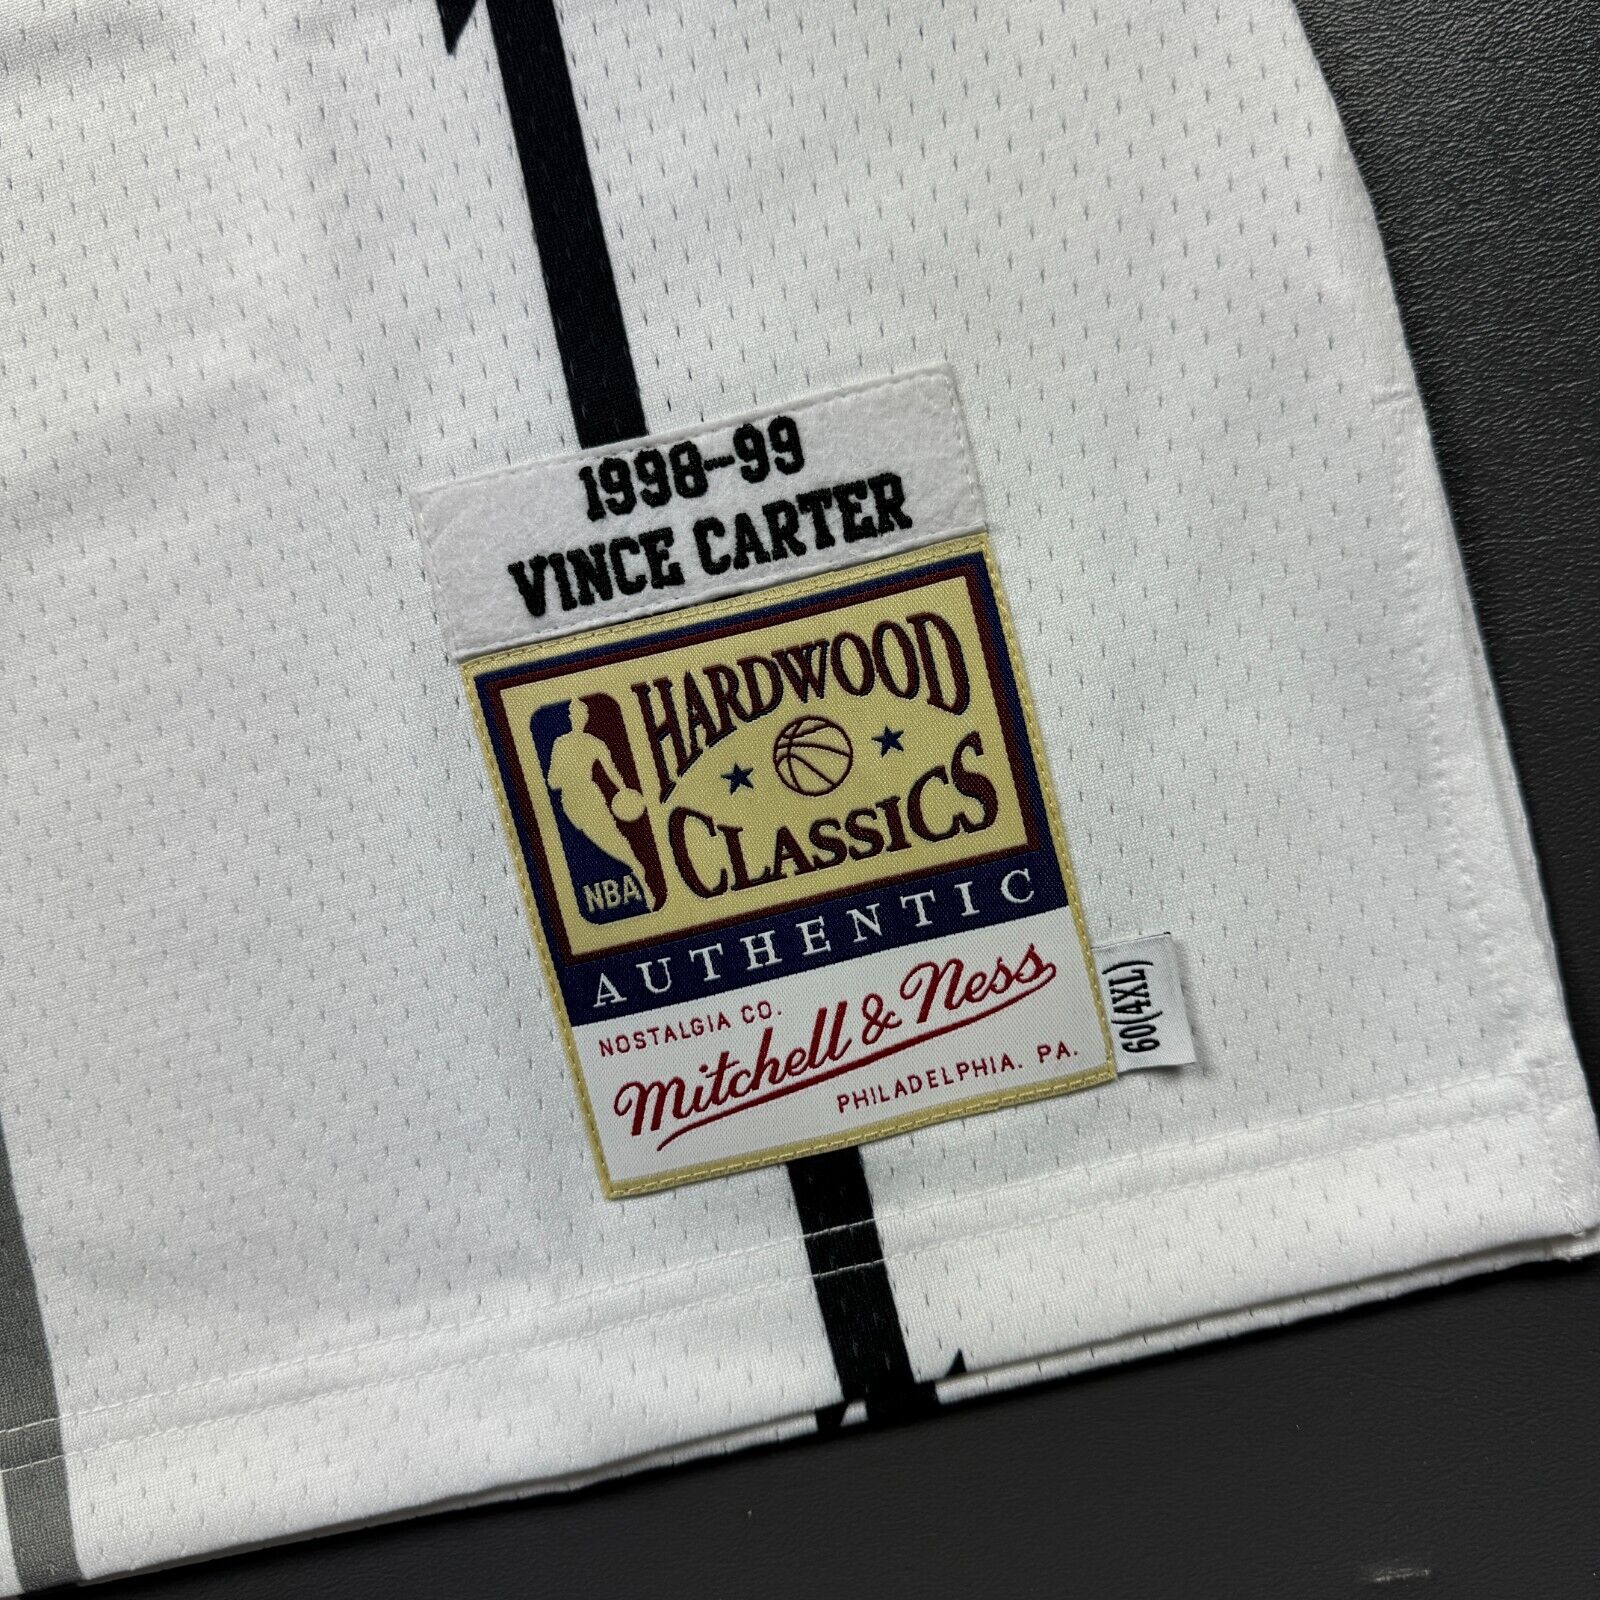 1998-99
VINCE CARTER
HARDWOOD
CLASSICS
NBA
AUTHENTIC
NOSTALGIA CO.
Mitchell & Ness
PHILADELPHIA. PA.
60(4XL)